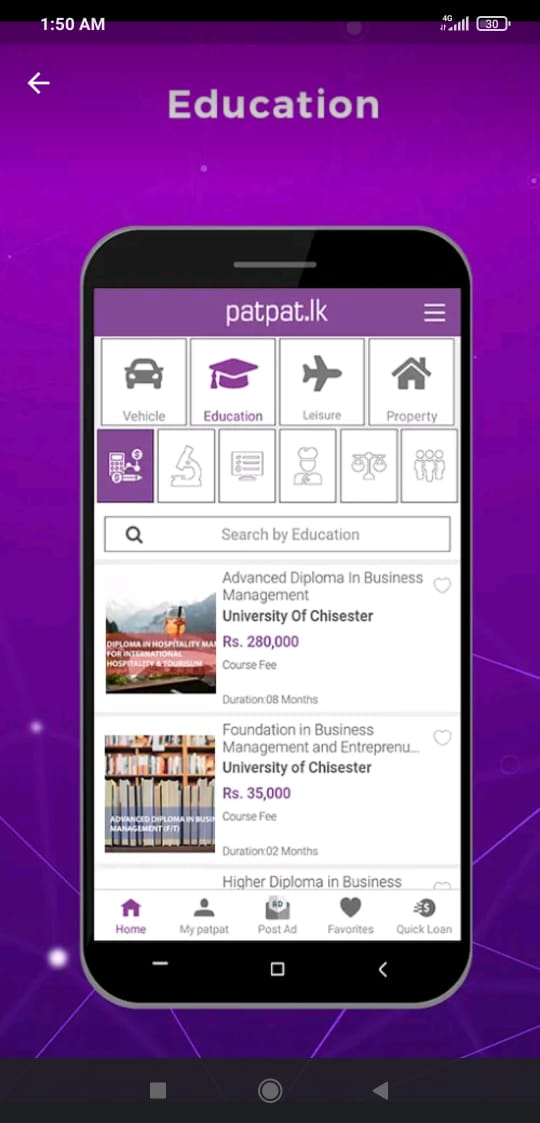 1:50 AM
4G
30
Education
patpat.lk
Vehicle
Education
Leisure
Property
Search by Education
DIPLOMA IN HOSPITALITY MA
FOR INTERNATIONAL
HOSPITALITY & TOURISUM
Advanced Diploma In Business
Management
University Of Chisester
Rs. 280,000
Course Fee
Duration:08 Months
ADVANCED DIPLOMA IN BUSI
MANAGEMENT (F/T)
Foundation in Business
Management and Entreprenu...
University of Chisester
Rs. 35,000
Course Fee
Duration:02 Months
Higher Diploma in Business
AD
Home
My patpat
Post Ad
Favorites
Quick Loan